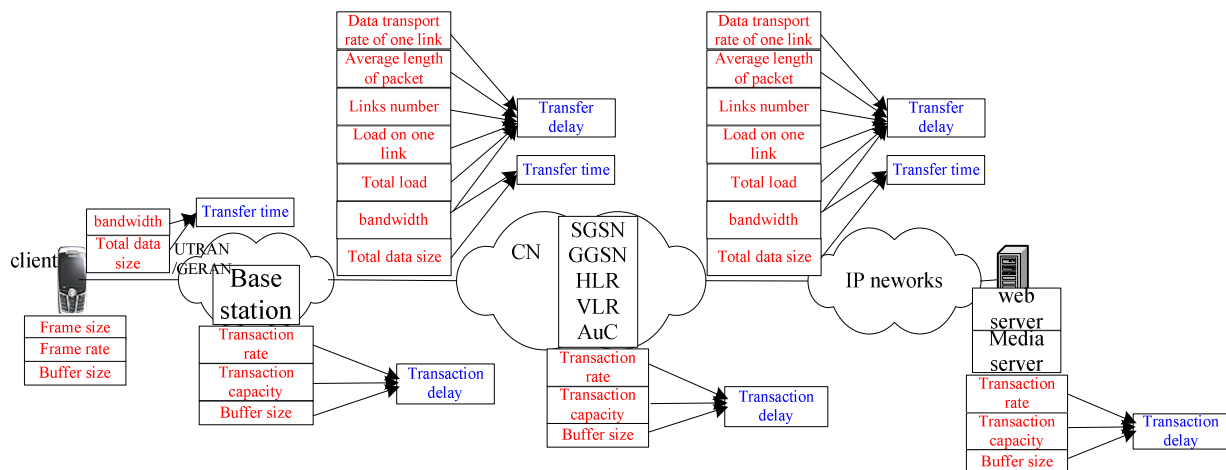 Data transport
rate of one link
Average length
of packet
Links number
Load on one
link
Total load
bandwidth
Total data size
Transfer
delay
Transfer time
Data transport
rate of one link
Average length
of packet
Links number
Load on one
link
Total load
bandwidth
Total data size
Transfer
delay
Transfer time
bandwidth
Total data
size
Transfer time
client
UTRAN
/GERAN
Base
station
CN
SGSN
GGSN
HLR
VLR
AuC
IP neworks
web
server
Media
server
Frame size
Frame rate
Buffer size
Transaction
rate
Transaction
capacity
Buffer size
Transaction
delay
Transaction
rate
Transaction
capacity
Buffer size
Transaction
delay
Transaction
rate
Transaction
capacity
Buffer size
Transaction
delay